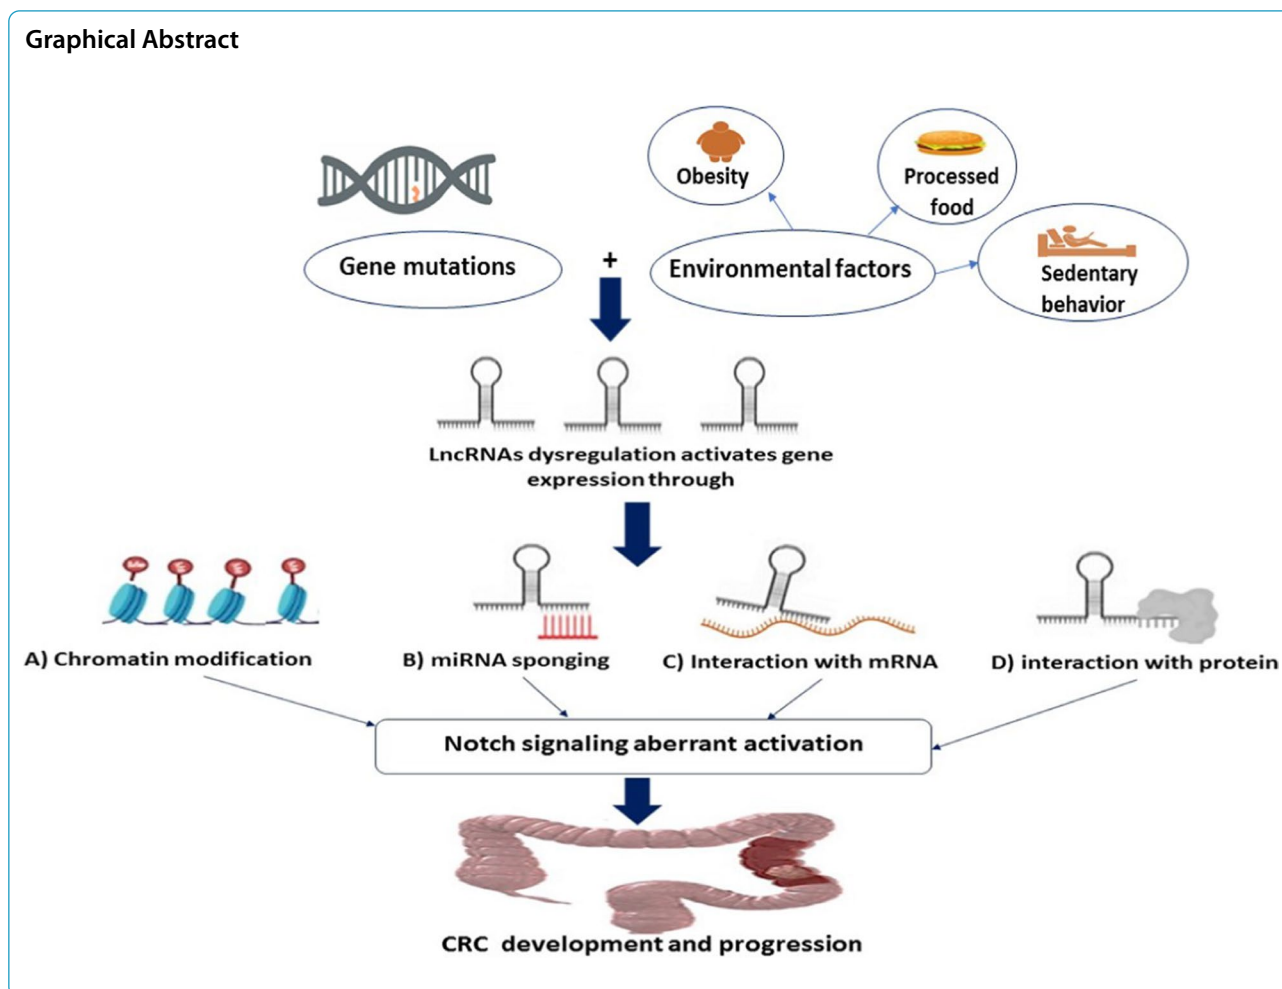 Graphical Abstract
Obesity
Processed
food
Gene mutations
+
Environmental factors
Sedentary
behavior
LncRNAs dysregulation activates gene
expression through
A) Chromatin modification
B) miRNA sponging
C) Interaction with mRNA
D) interaction with protein
Notch signaling aberrant activation
CRC development and progression